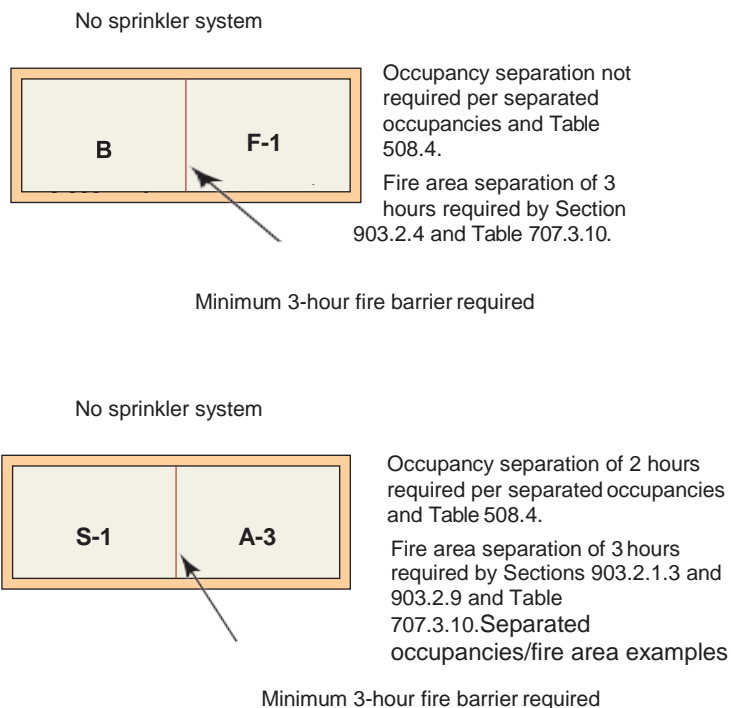 No sprinkler system
B
F-1
Occupancy separation not
required per separated
occupancies and Table
508.4.
Fire area separation of 3
hours required by Section
903.2.4 and Table 707.3.10.
Minimum 3-hour fire barrier required
No sprinkler system
S-1
A-3
Occupancy separation of 2 hours
required per separated occupancies
and Table 508.4.
Fire area separation of 3 hours
required by Sections 903.2.1.3 and
903.2.9 and Table
707.3.10.Separated
occupancies/fire area examples
Minimum 3-hour fire barrier required